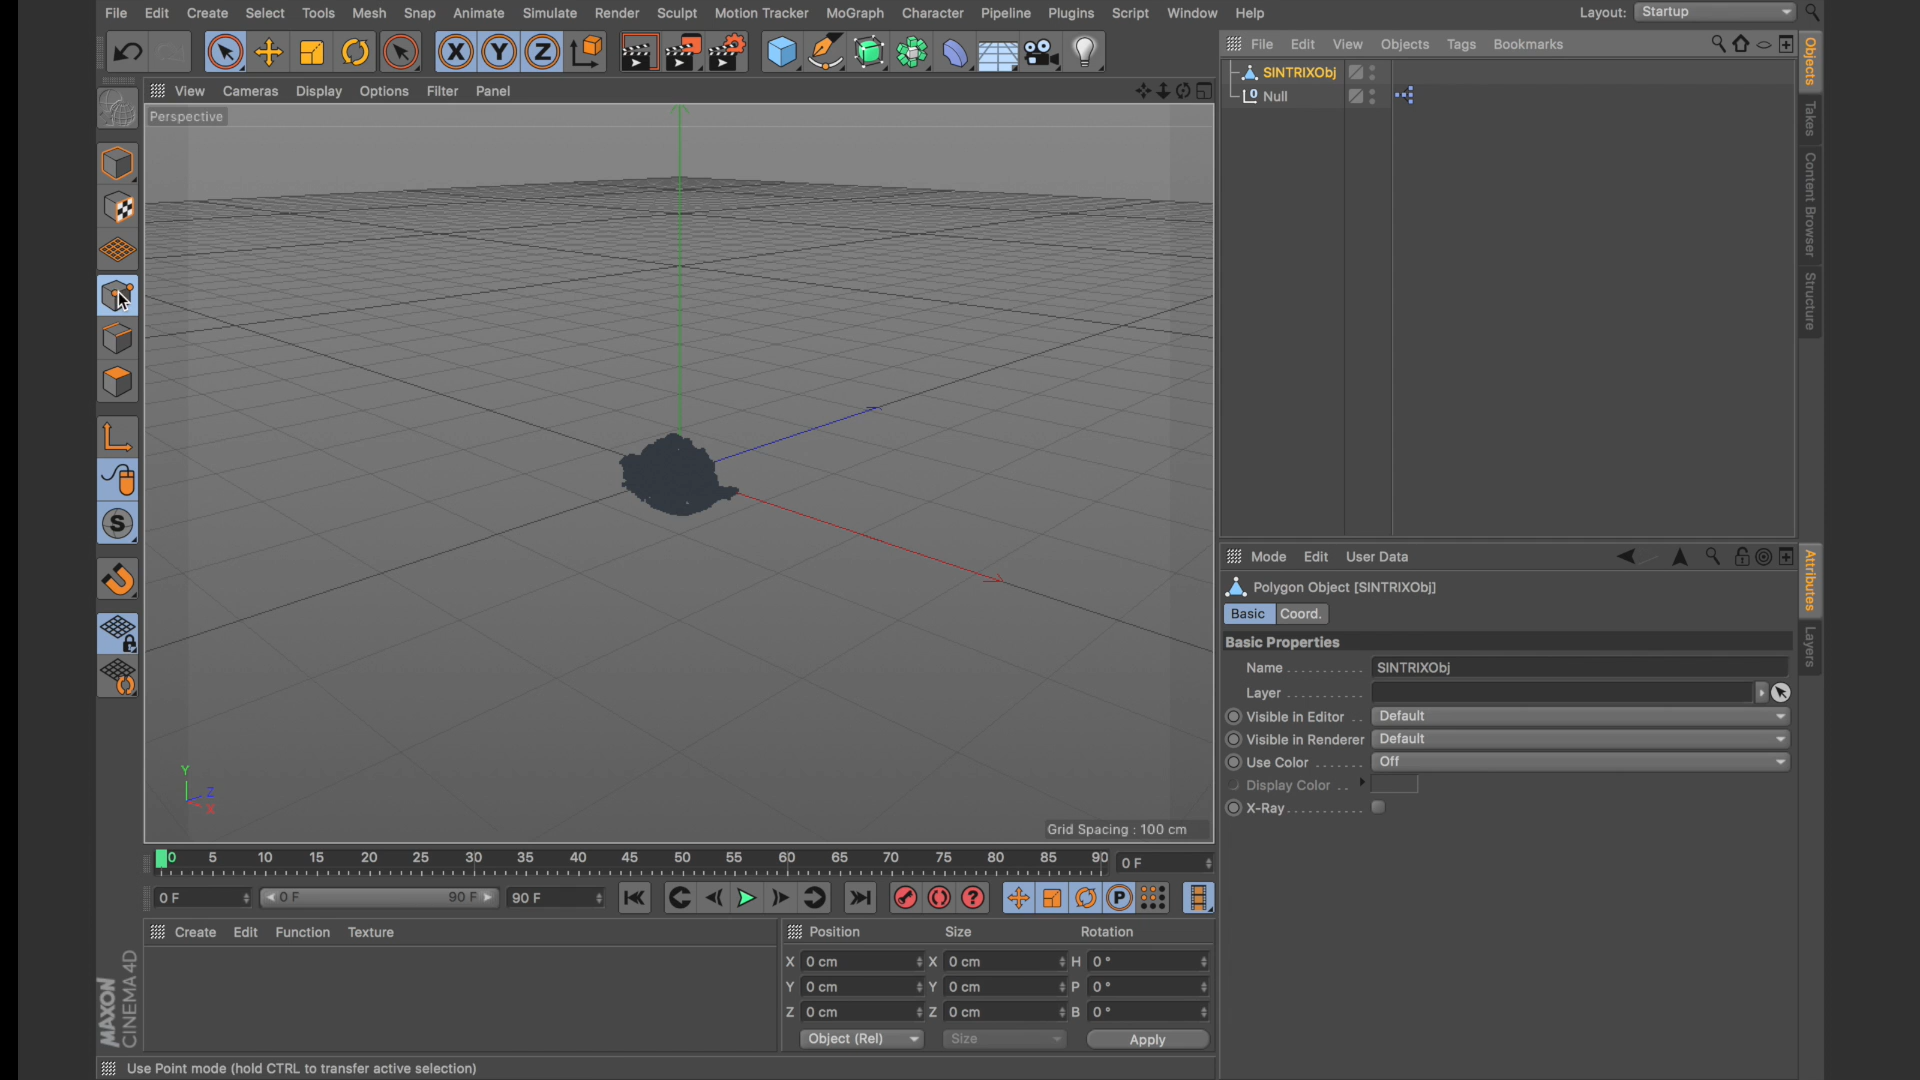 File Edit Create Select Tools Mesh Snap Animate Simulate Render Sculpt Motion Tracker MoGraph Character Pipeline Plugins Script Window Help Layout: Startup
X Y Z
File Edit View Objects Tags Bookmarks
Objects
Takes
Content Browser
Structure
SINTRIXObj
0 Null
View Cameras Display Options Filter Panel
Perspective
Y
Z
X
Grid Spacing : 100 cm
S
Mode Edit User Data
Attributes
Layers
Polygon Object [SINTRIXObj]
Basic Coord.
Basic Properties
Name SINTRIXObj
Layer
Visible in Editor Default
Visible in Renderer Default
Use Color Off
Display Color
X-Ray
0 5 10 15 20 25 30 35 40 45 50 55 60 65 70 75 80 85 90 0 F
0 F 0 F 90 F 90 F ? P
Create Edit Function Texture
Position Size Rotation
X 0 cm X 0 cm H 0 °
Y 0 cm Y 0 cm P 0 °
Z 0 cm Z 0 cm B 0 °
Object (Rel) Size Apply
MAXON
CINEMA 4D
Use Point mode (hold CTRL to transfer active selection)